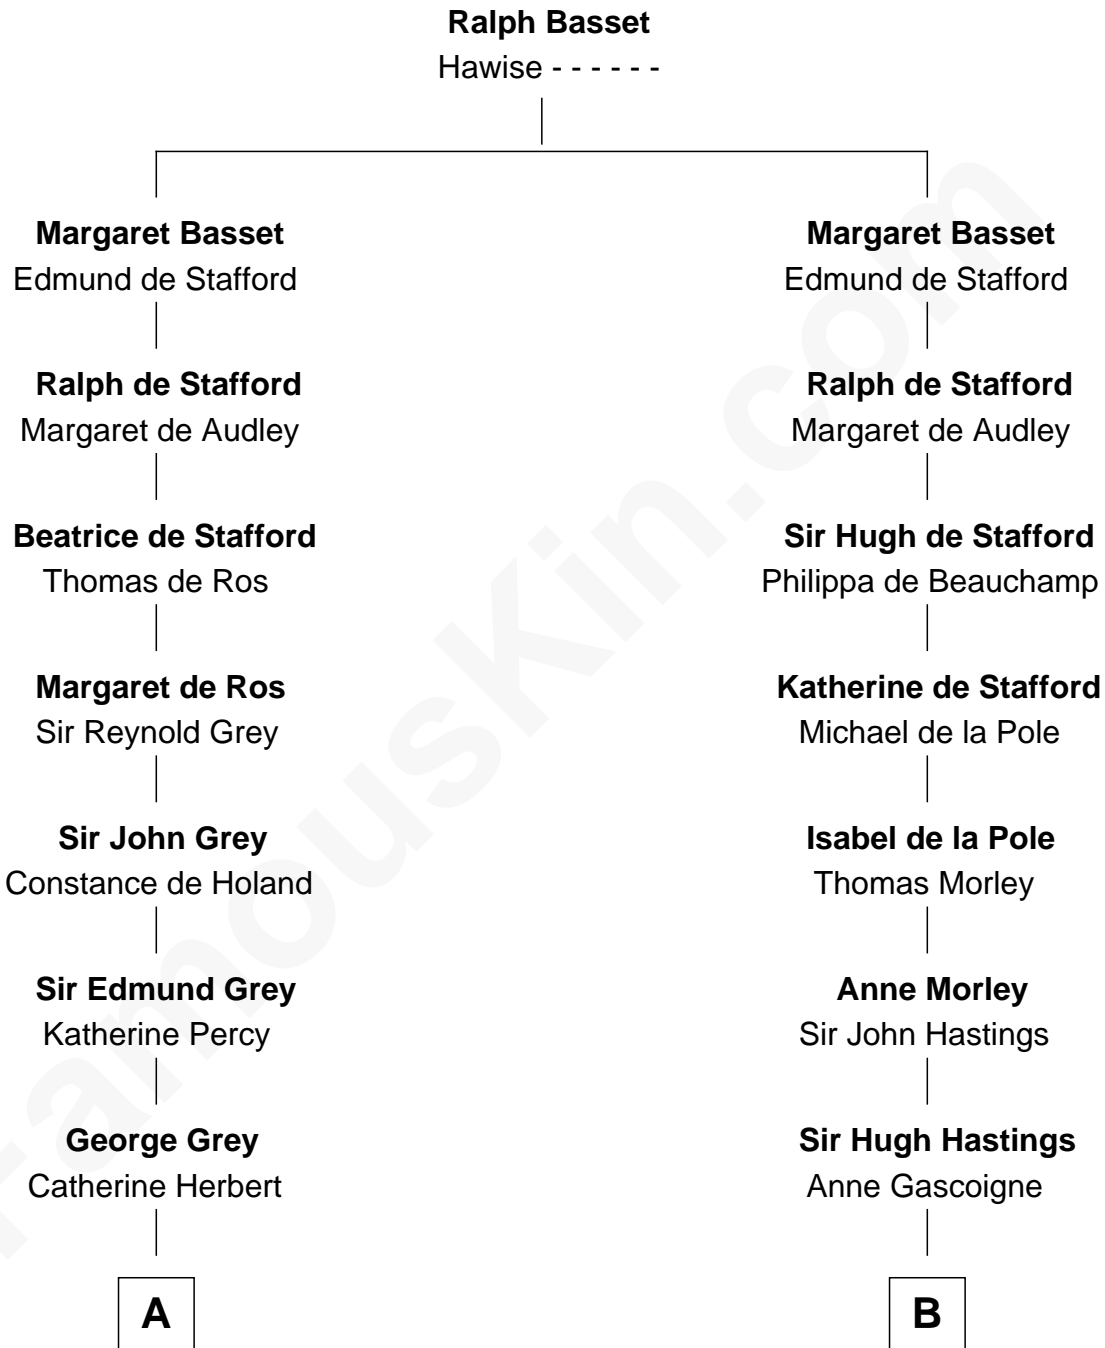 Ralph Basset
Hawise - - - - - -
Margaret Basset
Edmund de Stafford
Ralph de Stafford
Margaret de Audley
Beatrice de Stafford
Thomas de Ros
Margaret de Ros
Sir Reynold Grey
Sir John Grey
Constance de Holand
Sir Edmund Grey
Katherine Percy
George Grey
Catherine Herbert
A
Margaret Basset
Edmund de Stafford
Ralph de Stafford
Margaret de Audley
Sir Hugh de Stafford
Philippa de Beauchamp
Katherine de Stafford
Michael de la Pole
Isabel de la Pole
Thomas Morley
Anne Morley
Sir John Hastings
Sir Hugh Hastings
Anne Gascoigne
B
FamousKin.com